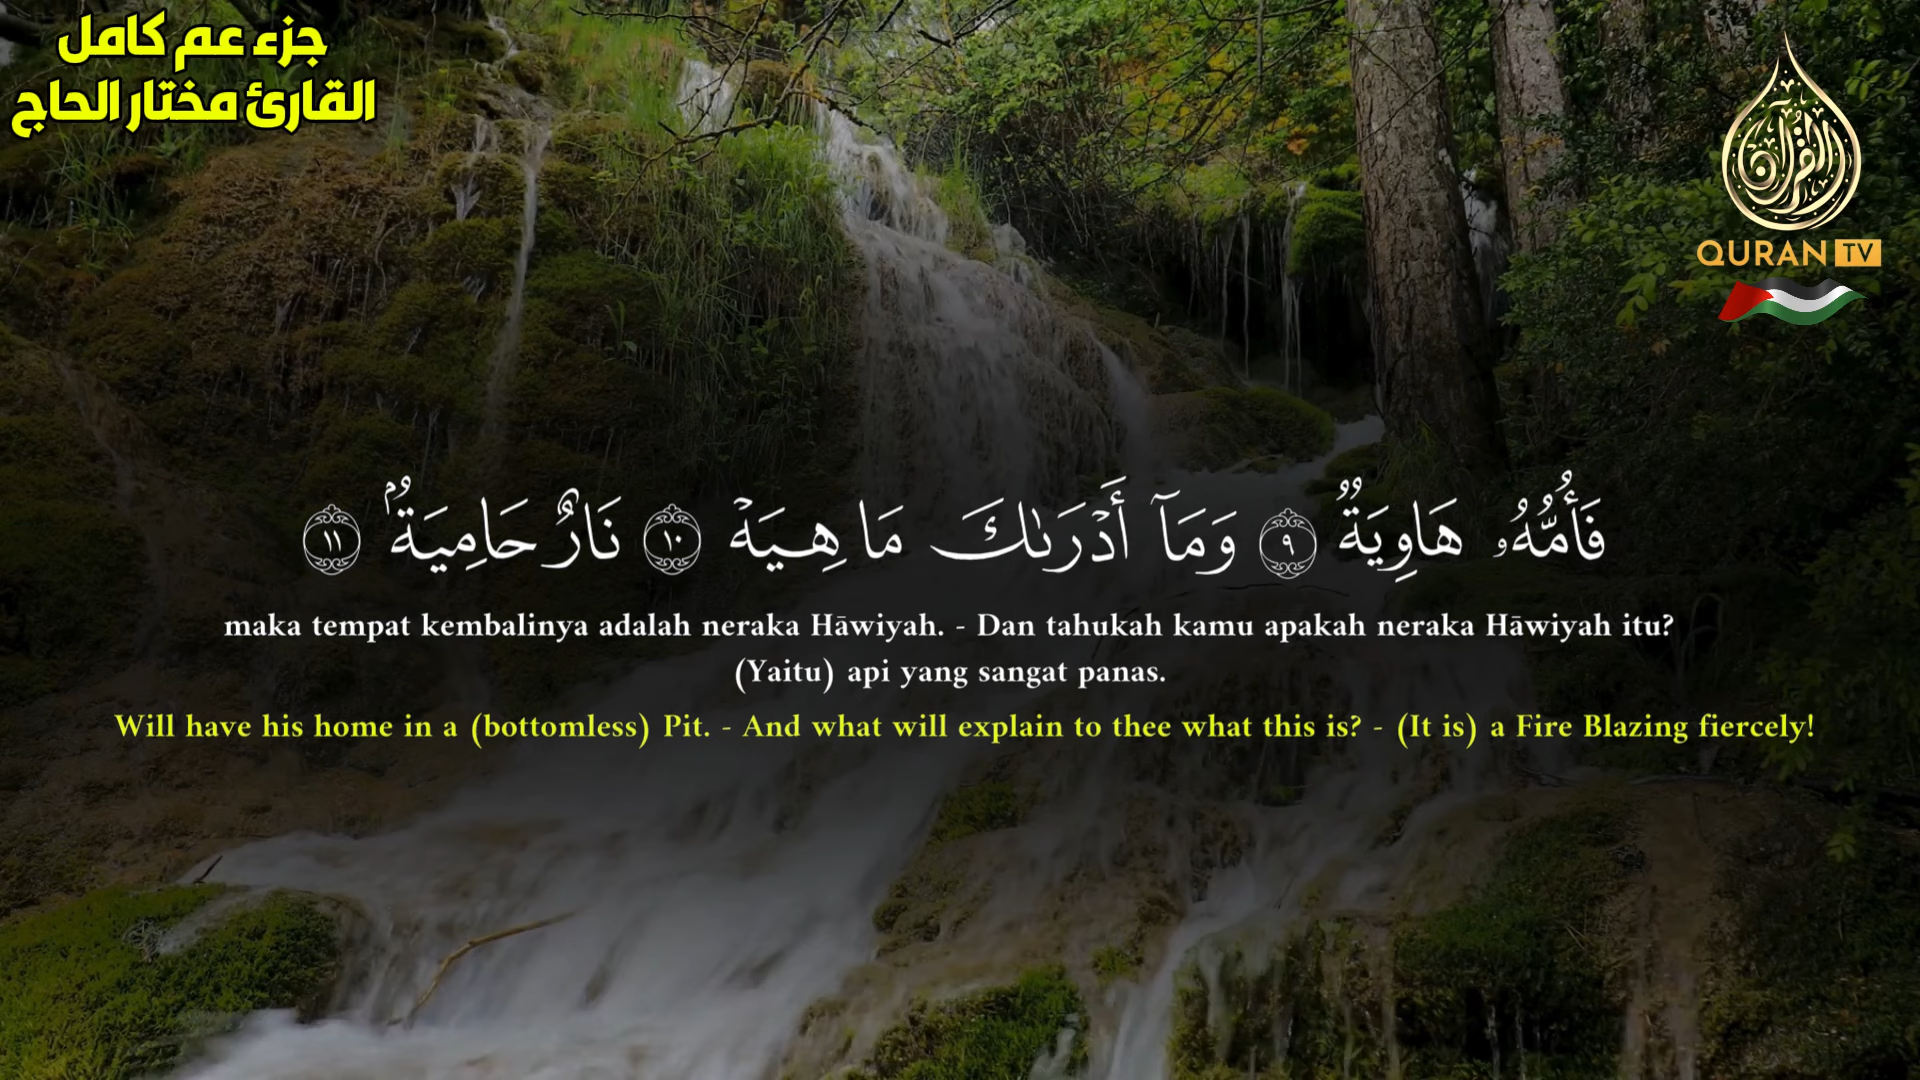 جزء عم كامل
القارئ مختار الحاج
القرآن
QURAN TV
فَأُمُّهُۥ هَاوِيَةٌ ٩ وَمَآ أَدْرَىٰكَ مَا هِيَهْ ١٠ نَارٌ حَامِيَةٌۢ ١١
maka tempat kembalinya adalah neraka Hāwiyah. - Dan tahukah kamu apakah neraka Hāwiyah itu?
(Yaitu) api yang sangat panas.
Will have his home in a (bottomless) Pit. - And what will explain to thee what this is? - (It is) a Fire Blazing fiercely!